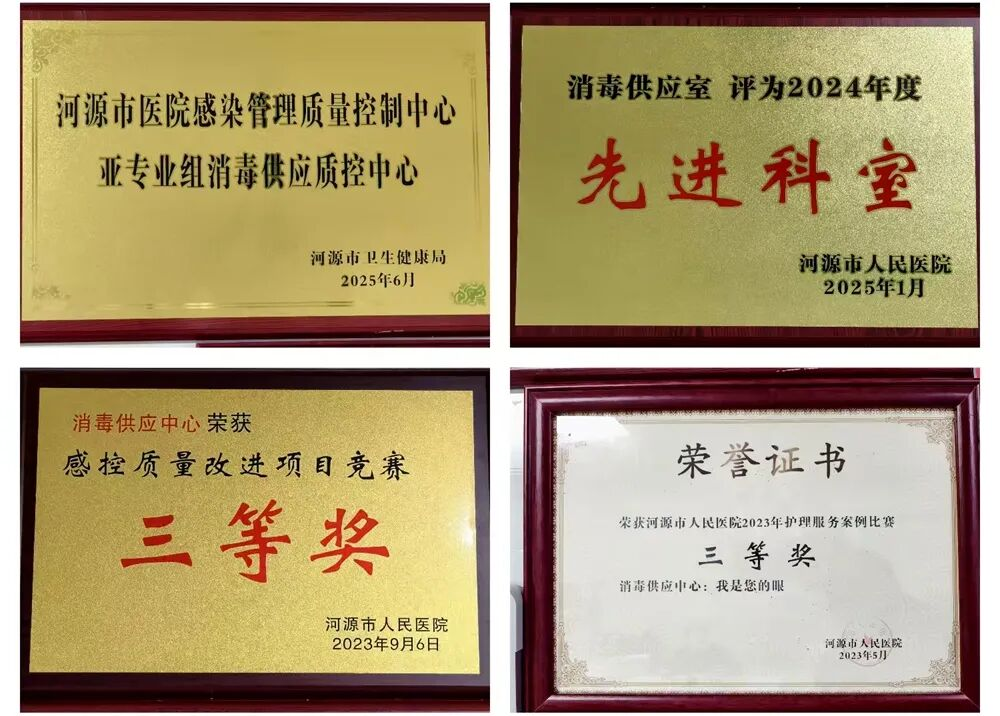 河源市医院感染管理质量控制中心
亚专业组消毒供应质控中心
河源市卫生健康局
2025年6月
消毒供应室 评为2024年度
先进科室
河源市人民医院
2025年1月
消毒供应中心 荣获
感控质量改进项目竞赛
三等奖
河源市人民医院
2023年9月6日
荣誉证书
荣获河源市人民医院2023年护理服务案例比赛
三等奖
消毒供应中心：我是您的眼
河源市人民医院
2023年5月